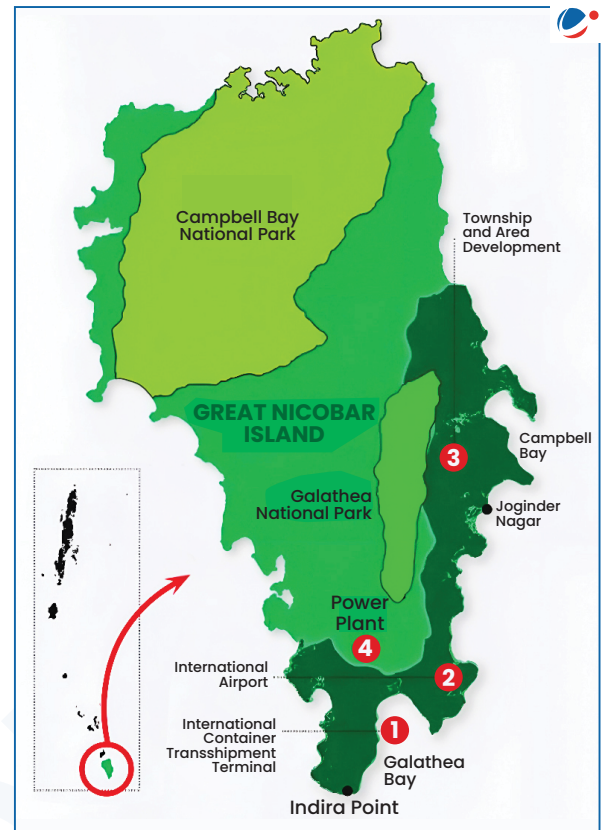 Campbell Bay
National Park
Township
and Area
Development
GREAT NICOBAR
ISLAND
Campbell
Bay
3
Galathea
National Park
Joginder
Nagar
Power
Plant
4
International
Airport
2
International
Container
Transshipment
Terminal
1
Galathea
Bay
Indira Point